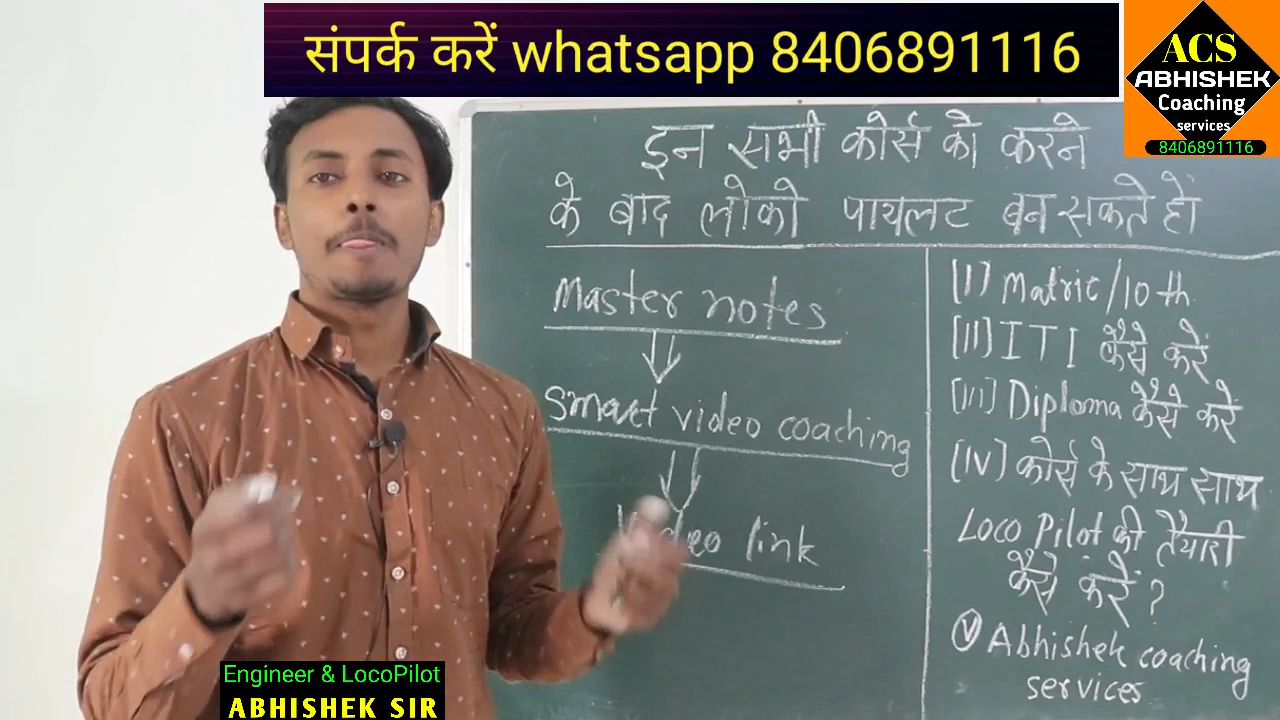 संपर्क करें whatsapp 8406891116
ACS
ABHISHEK
Coaching
services
8406891116
इन सभी कोर्स को करने
के बाद लोको पायलट बन सकते हों
Master notes
Smart video coaching
Video link
(I) Matric/10th
(II) ITI कैसे करें
(III) Diploma कैसे करें
(IV) कोर्स के साथ साथ
Loco Pilot की तैयारी
कैसे करें ?
(V) Abhishek coaching
services
Engineer & LocoPilot
ABHISHEK SIR